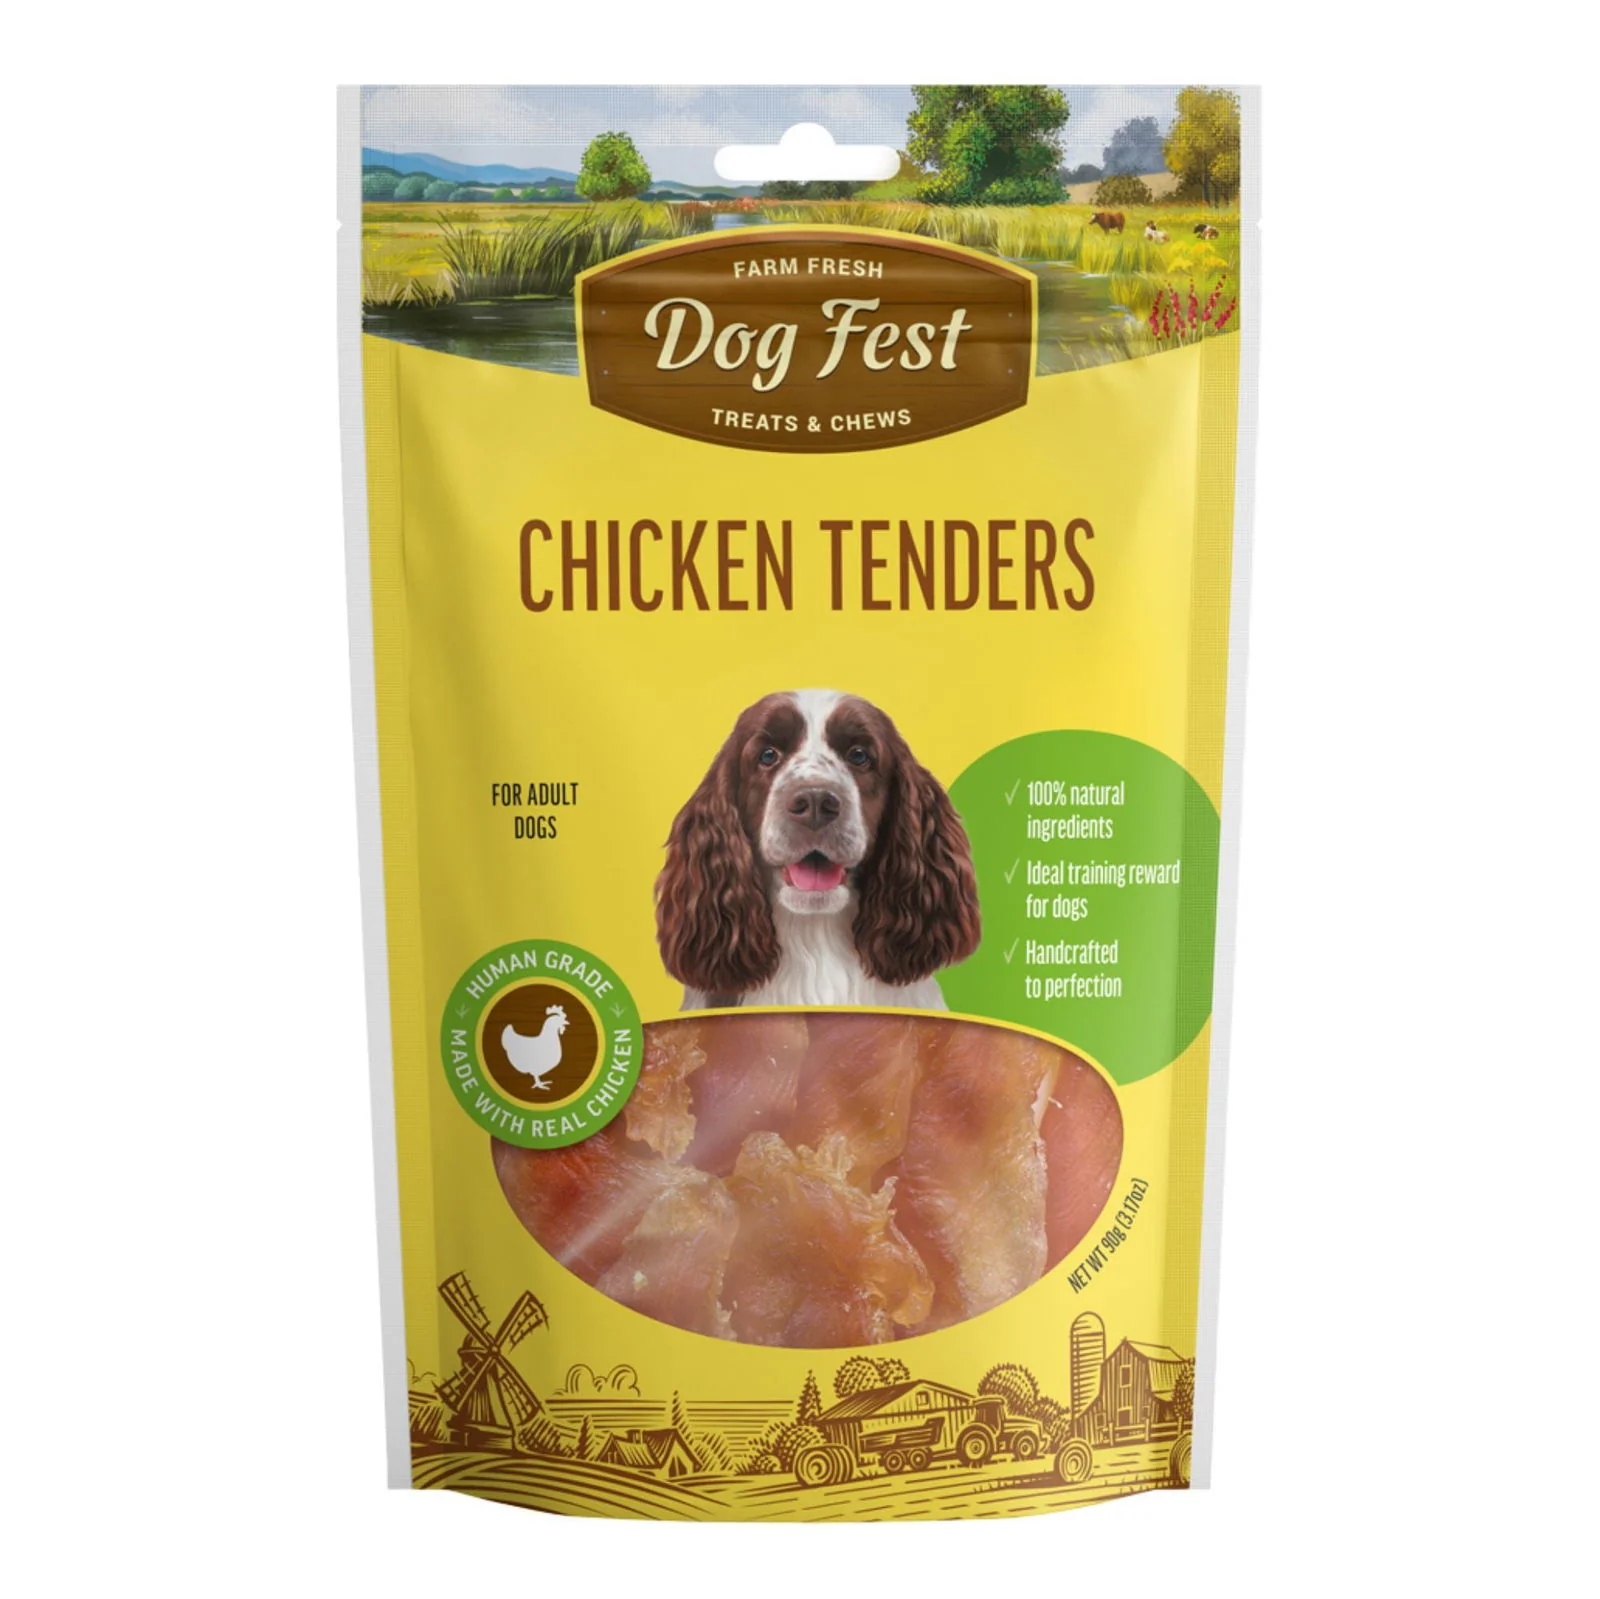 FARM FRESH
Dog Fest
TREATS & CHEWS
CHICKEN TENDERS
FOR ADULT
DOGS
✓ 100% natural
ingredients
✓ Ideal training reward
for dogs
✓ Handcrafted
to perfection
HUMAN GRADE
MADE WITH REAL CHICKEN
NET WT 90g (3.17oz)